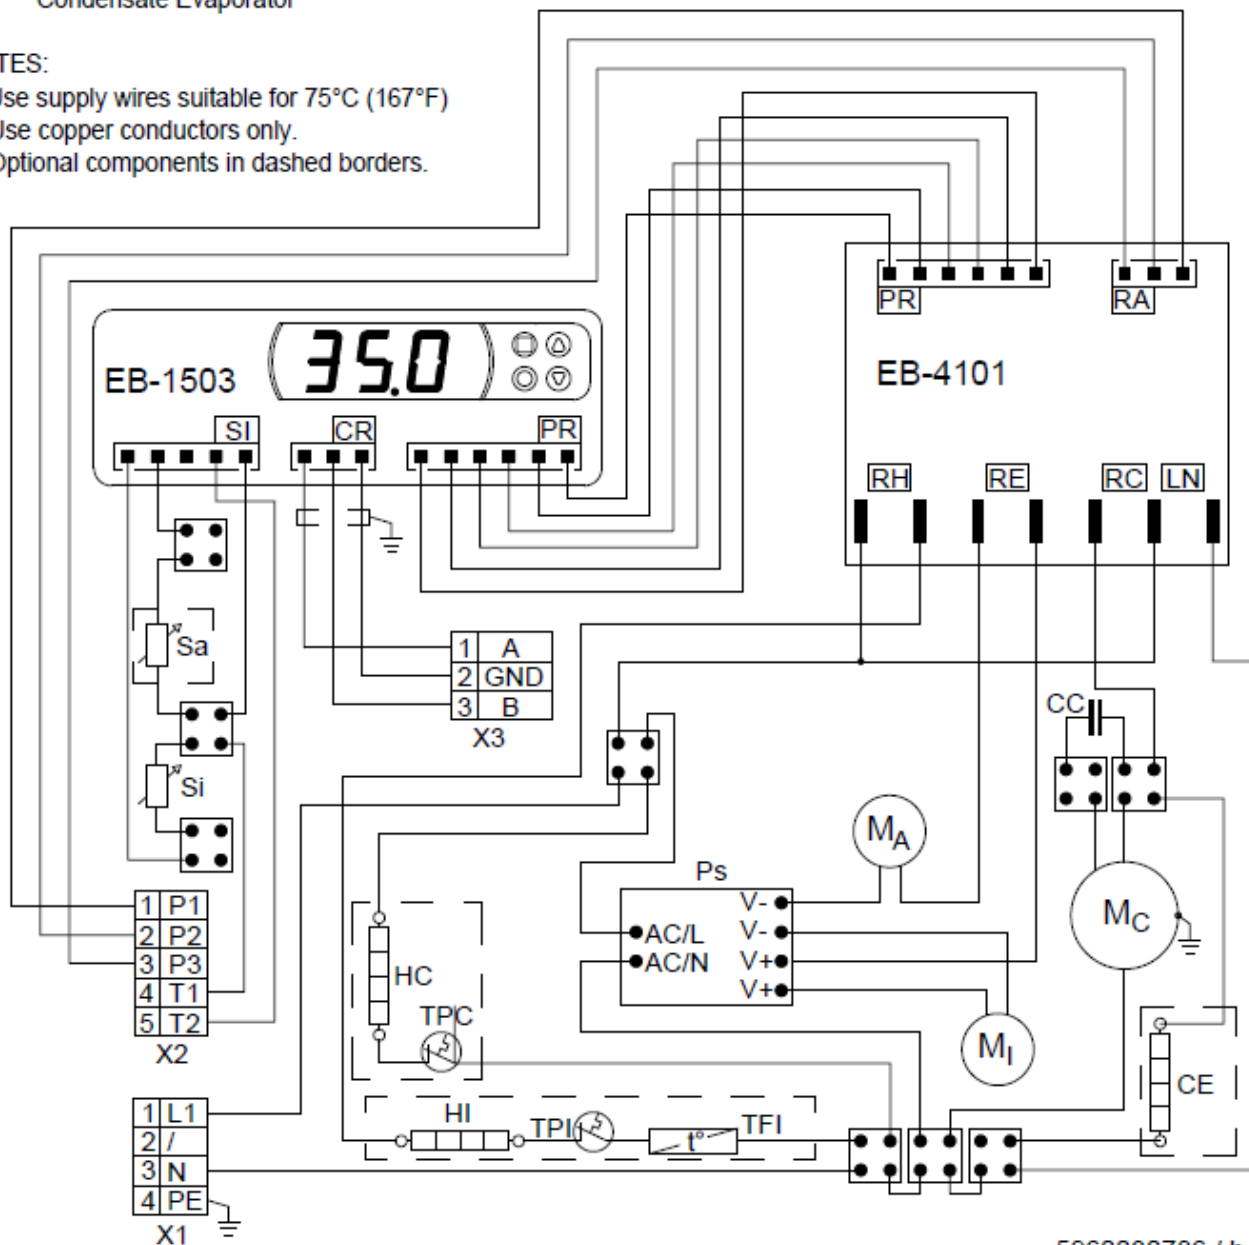 Condensate Evaporator
TES:
Use supply wires suitable for 75°C (167°F)
Use copper conductors only.
Optional components in dashed borders.
PR
RA
EB-4101
RH
RE
RC
LN
EB-1503
35.0
SI
CR
PR
Sa
Si
1 A
2 GND
3 B
X3
CC
MA
Ps
V-
AC/L
V-
AC/N
V+
V+
MC
MI
1 P1
2 P2
3 P3
4 T1
5 T2
X2
HC
TPC
CE
HI
TPI
t°
TFI
1 L1
2 /
3 N
4 PE
X1